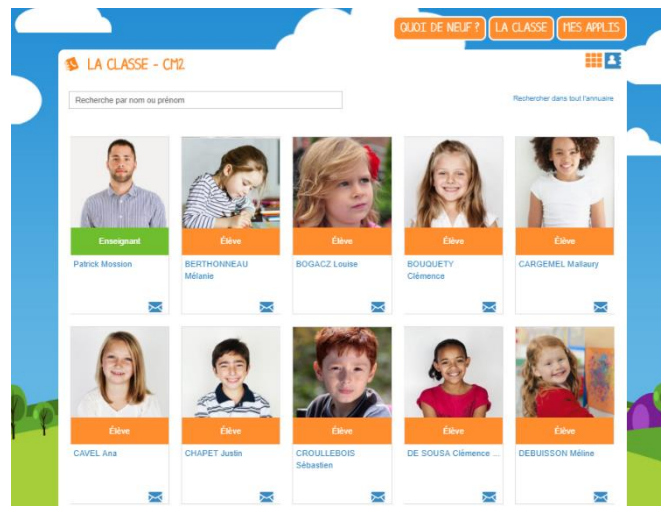 QUOI DE NEUF ? LA CLASSE MES APPLIS
LA CLASSE - CM2
Recherche par nom ou prénom
Rechercher dans tout l'annuaire
Enseignant Élève Élève Élève Élève
Patrick Mossion BERTHONNEAU BOGACZ Louise BOUQUETY CARGEMEL Mallaury
Mélanie Clémence
Élève Élève Élève Élève Élève
CAVEL Ana CHAPET Justin CROULLEBOIS DE SOUSA Clémence ... DEBUISSON Méline
Sébastien